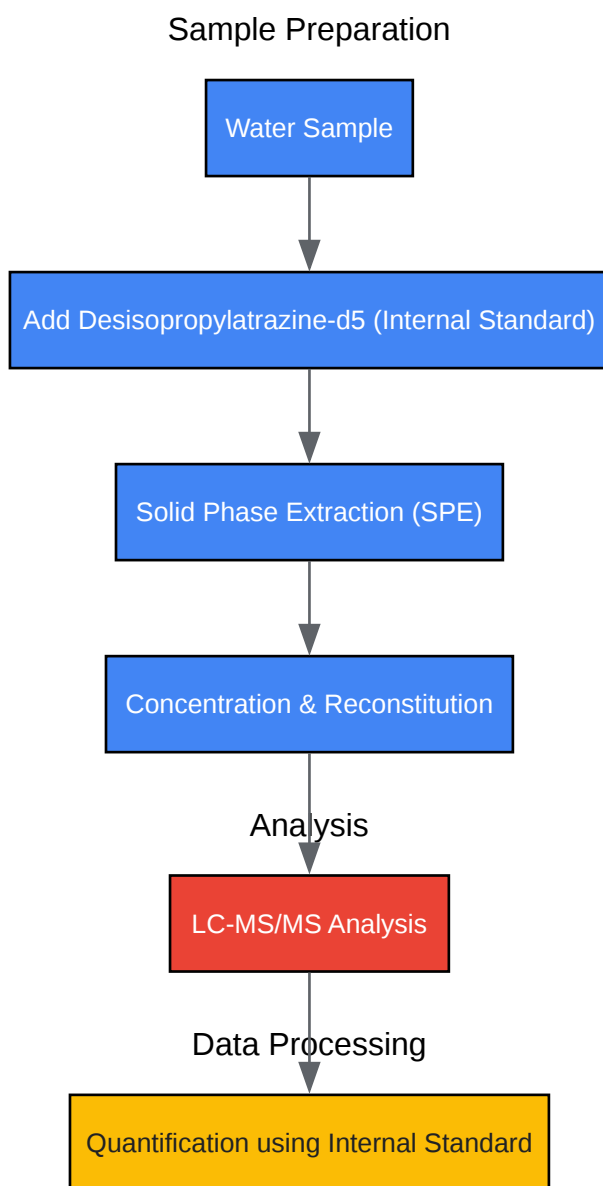 Sample Preparation
Water Sample
Add Desisopropylatrazine-d5 (Internal Standard)
Solid Phase Extraction (SPE)
Concentration & Reconstitution
Analysis
LC-MS/MS Analysis
Data Processing
Quantification using Internal Standard